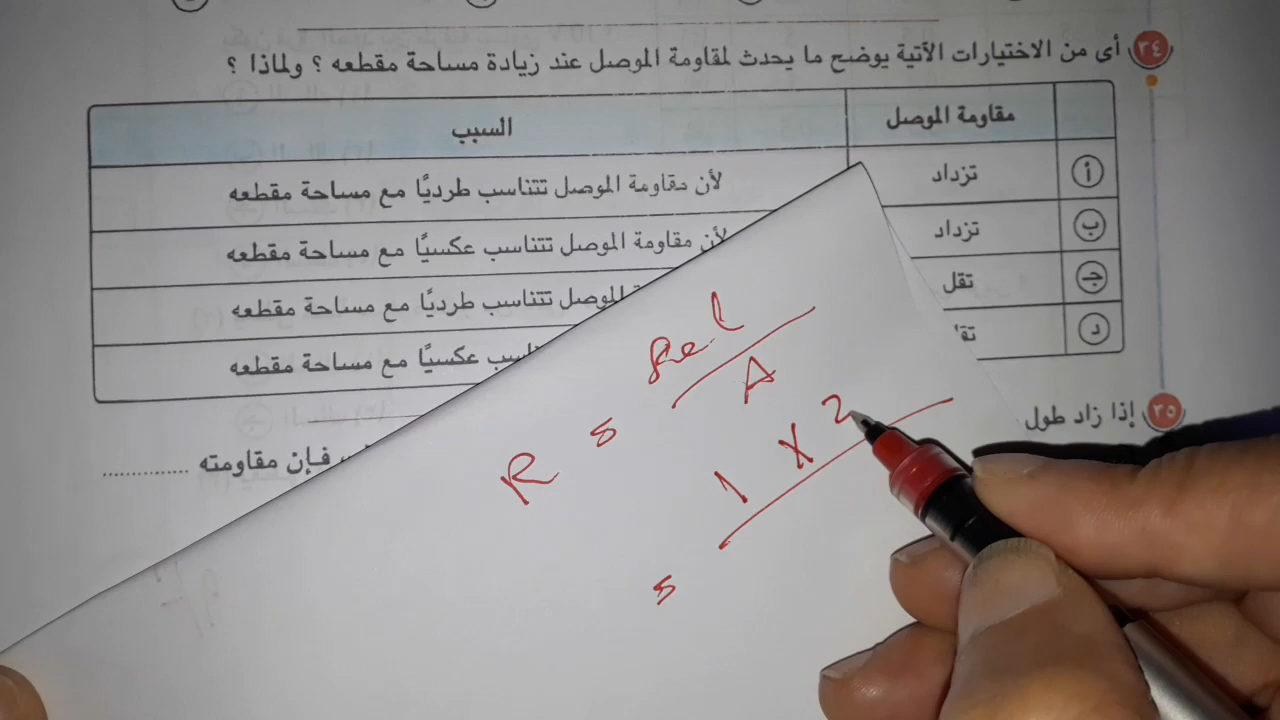 ٣٤ أى من الاختيارات الآتية يوضح ما يحدث لمقاومة الموصل عند زيادة مساحة مقطعه ؟ ولماذا ؟
مقاومة الموصل السبب
أ تزداد لأن مقاومة الموصل تتناسب طرديًا مع مساحة مقطعه
ب تزداد لأن مقاومة الموصل تتناسب عكسيًا مع مساحة مقطعه
جـ تقل الموصل تتناسب طرديًا مع مساحة مقطعه
د عكسيًا مع مساحة مقطعه
٣٥ إذا زاد طول
فإن مقاومته ............
R = l
A
= 1 X 2